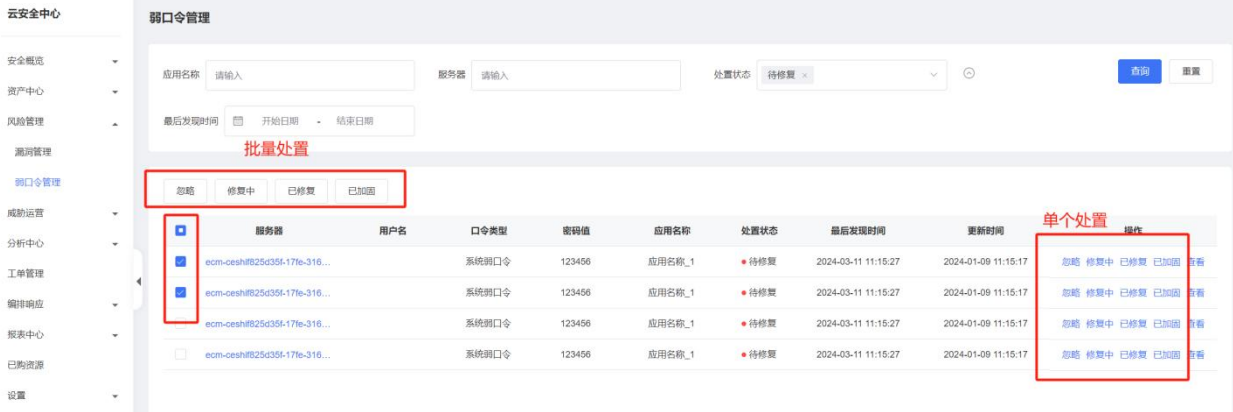 云安全中心
弱口令管理
安全概览
资产中心
风险管理
漏洞管理
弱口令管理
威胁运营
分析中心
工单管理
编排响应
报表中心
已购资源
设置
应用名称 请输入 服务器 请输入 处置状态 待修复 × 查询 重置
最后发现时间 开始日期 - 结束日期
批量处置
忽略 修复中 已修复 已加固
单个处置
服务器 用户名 口令类型 密码值 应用名称 处置状态 最后发现时间 更新时间 操作
ecm-ceshif825d35f-17fe-316... 系统弱口令 123456 应用名称_1 待修复 2024-03-11 11:15:27 2024-01-09 11:15:17 忽略 修复中 已修复 已加固 查看
ecm-ceshif825d35f-17fe-316... 系统弱口令 123456 应用名称_1 待修复 2024-03-11 11:15:27 2024-01-09 11:15:17 忽略 修复中 已修复 已加固 查看
ecm-ceshif825d35f-17fe-316... 系统弱口令 123456 应用名称_1 待修复 2024-03-11 11:15:27 2024-01-09 11:15:17 忽略 修复中 已修复 已加固 查看
ecm-ceshif825d35f-17fe-316... 系统弱口令 123456 应用名称_1 待修复 2024-03-11 11:15:27 2024-01-09 11:15:17 忽略 修复中 已修复 已加固 查看